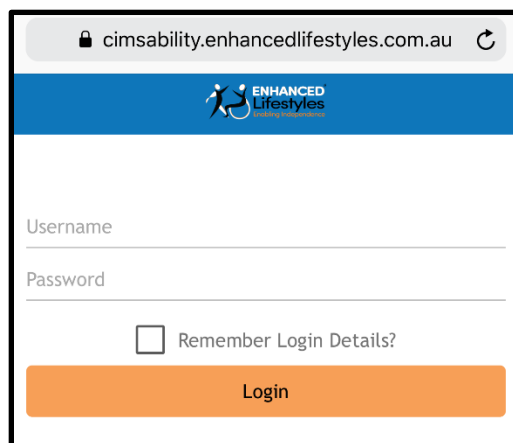 cimsability.enhancedlifestyles.com.au
ENHANCED
Lifestyles
Enabling Independence
Username
Password
Remember Login Details?
Login